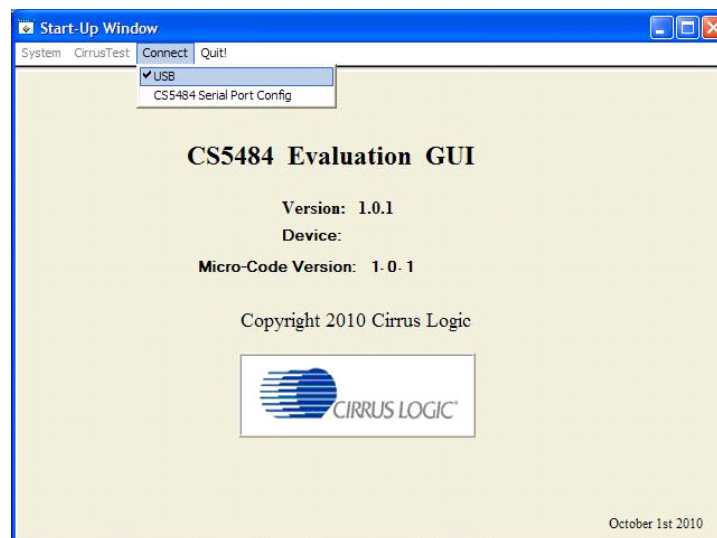 Start-Up Window
System CirrusTest Connect Quit!
USB
CS5484 Serial Port Config
CS5484 Evaluation GUI
Version: 1.0.1
Device:
Micro-Code Version: 1-0-1
Copyright 2010 Cirrus Logic
CIRRUS LOGIC®
October 1st 2010